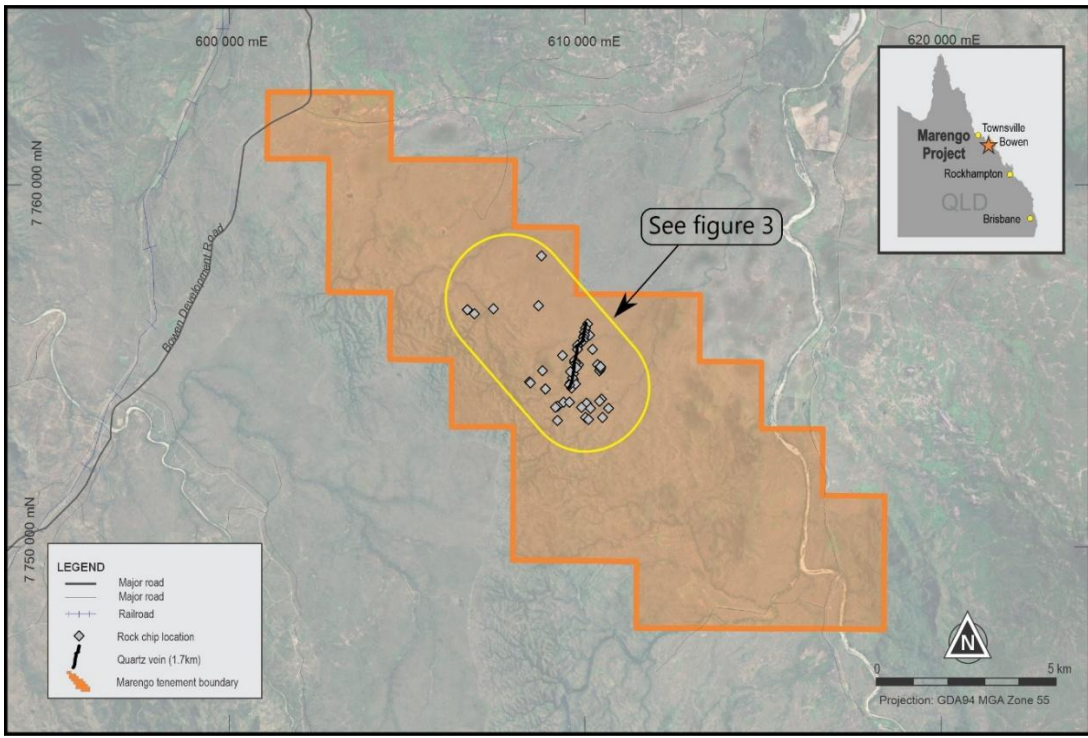 600 000 mE
610 000 mE
620 000 mE
7 760 000 mN
7 750 000 mN
Bowen Development Road
See figure 3
Marengo
Project
Townsville
Bowen
Rockhampton
QLD
Brisbane
LEGEND
Major road
Major road
Railroad
Rock chip location
Quartz vein (1.7km)
Marengo tenement boundary
N
0
5 km
Projection: GDA94 MGA Zone 55